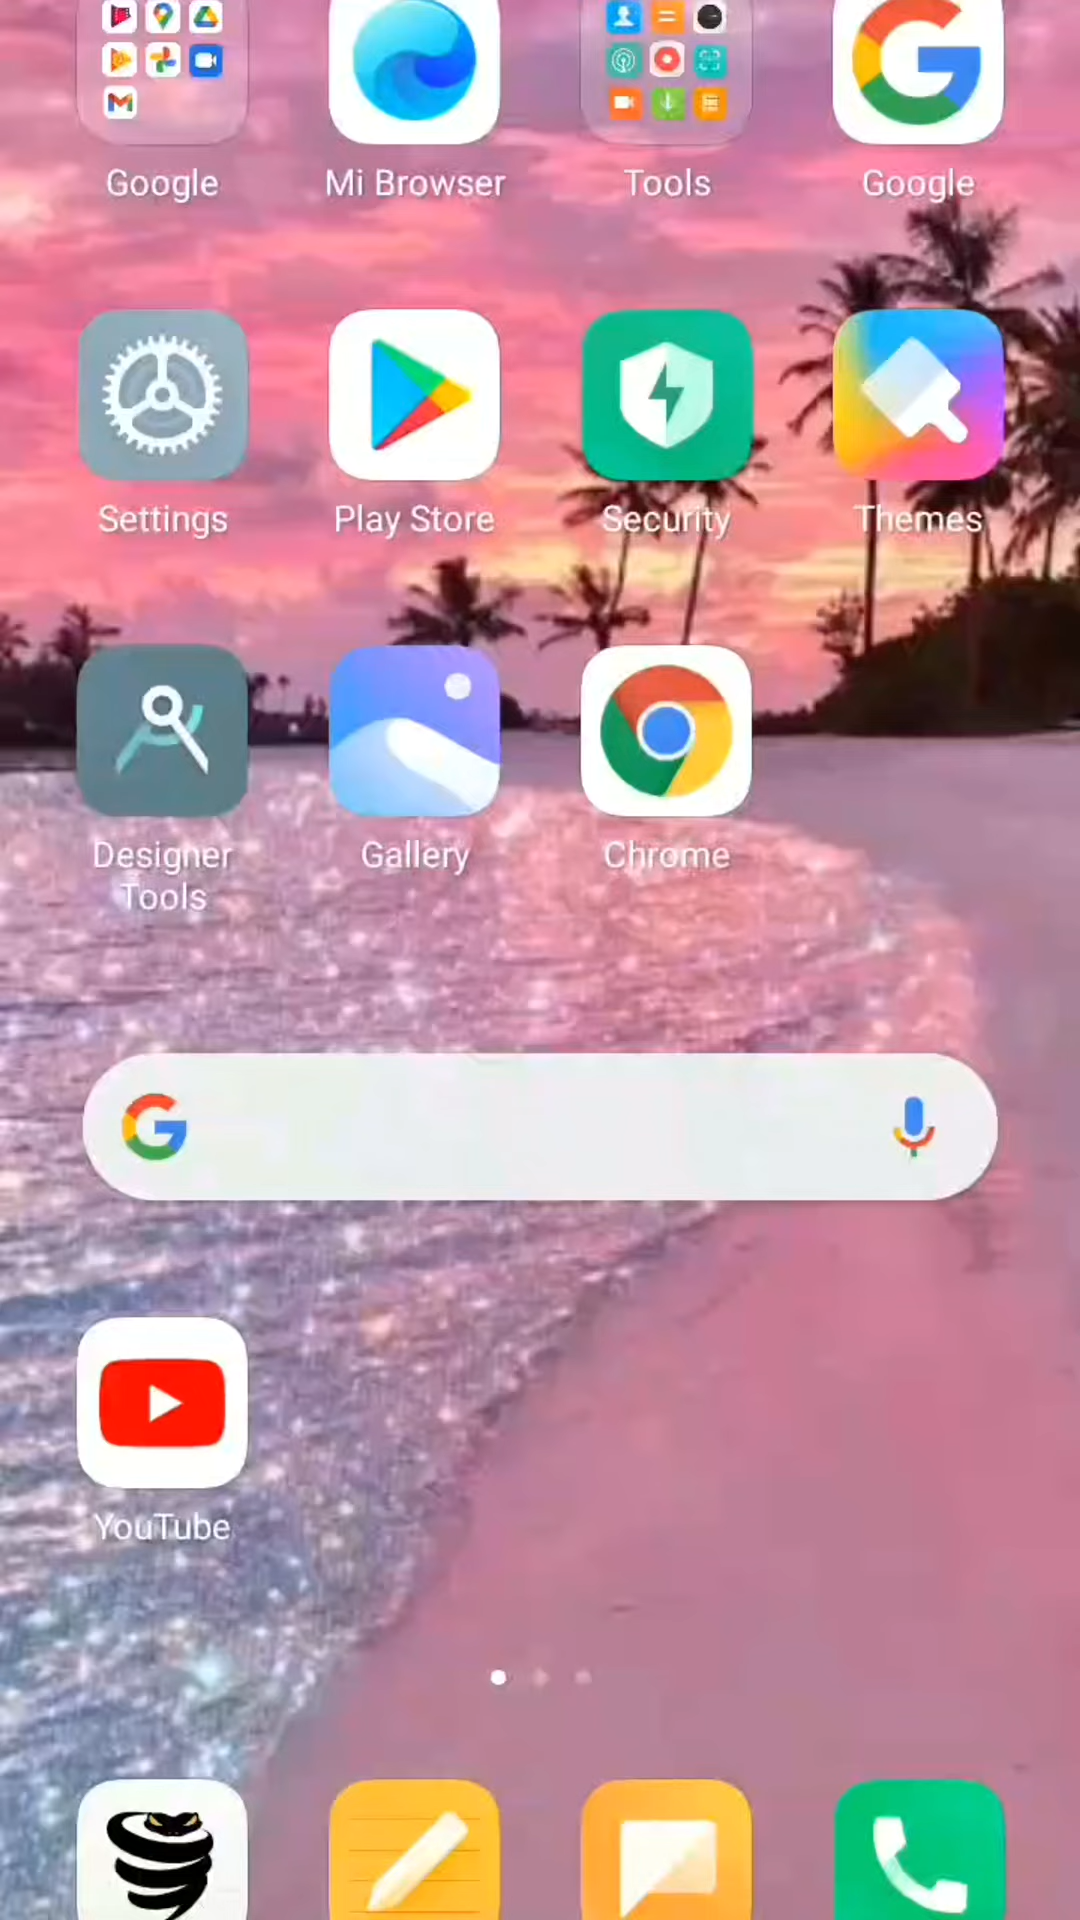 Google
Mi Browser
Tools
Google
Settings
Play Store
Security
Themes
Designer
Tools
Gallery
Chrome
YouTube